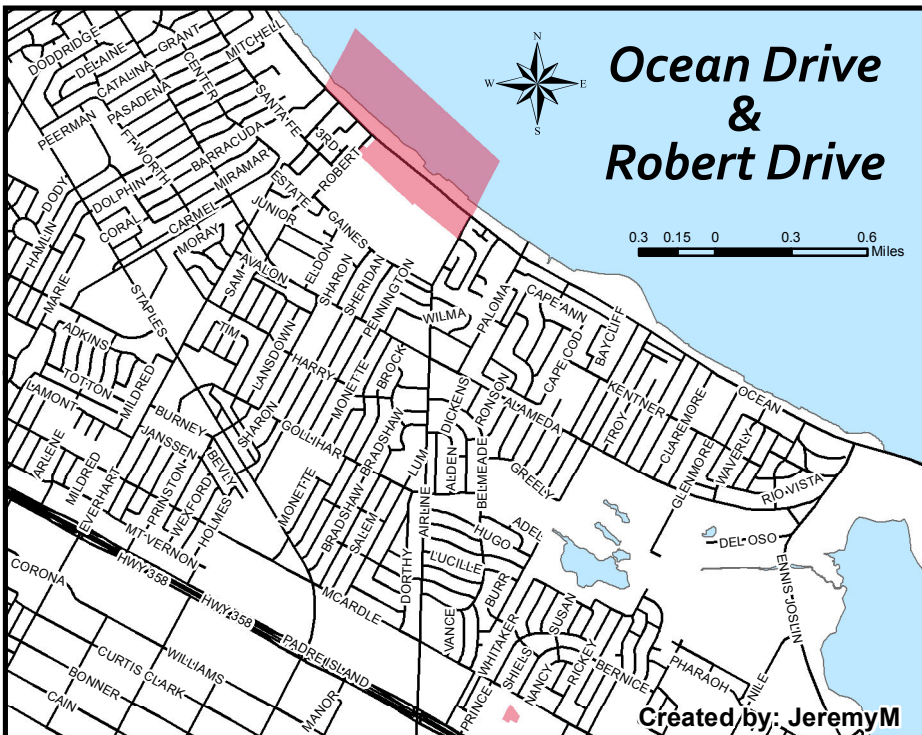 Ocean Drive
&
Robert Drive
N
W
E
S
0.3 0.15 0 0.3 0.6
Miles
DODDRIDGE
DELAINE
GRANT
MITCHELL
CATALINA
CENTER
PASADENA
PEERMAN
FT WORTH
SANTA FE
3RD
BARRACUDA
ROBERT
MIRAMAR
DODY
DOLPHIN
ESTATE
HAMLIN
CORAL
CARMEL
JUNIOR
GAINES
MORAY
MARIE
SAM
AVALON
ELDON
SHARON
SHERIDAN
PENNINGTON
STAPLES
WILMA
PALOMA
CAPE ANN
ADKINS
TIM
LANSDOWN
HARRY
MONETTE
BROCK
CAPE COD
BAYCLIFF
TOTTON
LAMONT
MILDRED
BURNEY
SHARON
GOLLIHAR
BRADSHAW
DICKENS
RONSON
ALAMEDA
KENTNER
OCEAN
TROY
CLAREMORE
JANSSEN
BEVLY
ARLENE
MILDRED
EVERHART
PRINSTON
WEXFORD
HOLMES
MONETTE
BRADSHAW
SALEM
LUM
ALDEN
BELMEADE
GREELY
GLENMORE
WAVERLY
RIO VISTA
MT VERNON
AIRLINE
HUGO
ADEL
DEL OSO
LUCILLE
DORTHY
BURR
ENNIS JOSLIN
CORONA
HWY 358
HWY 358
MCARDLE
VANCE
WHITAKER
SUSAN
PADRE ISLAND
WILLIAMS
CURTIS CLARK
BONNER
CAIN
MANOR
PRINCE
SHIELS
NANCY
RICKEY
BERNICE
PHARAOH
NILE
Created by: JeremyM